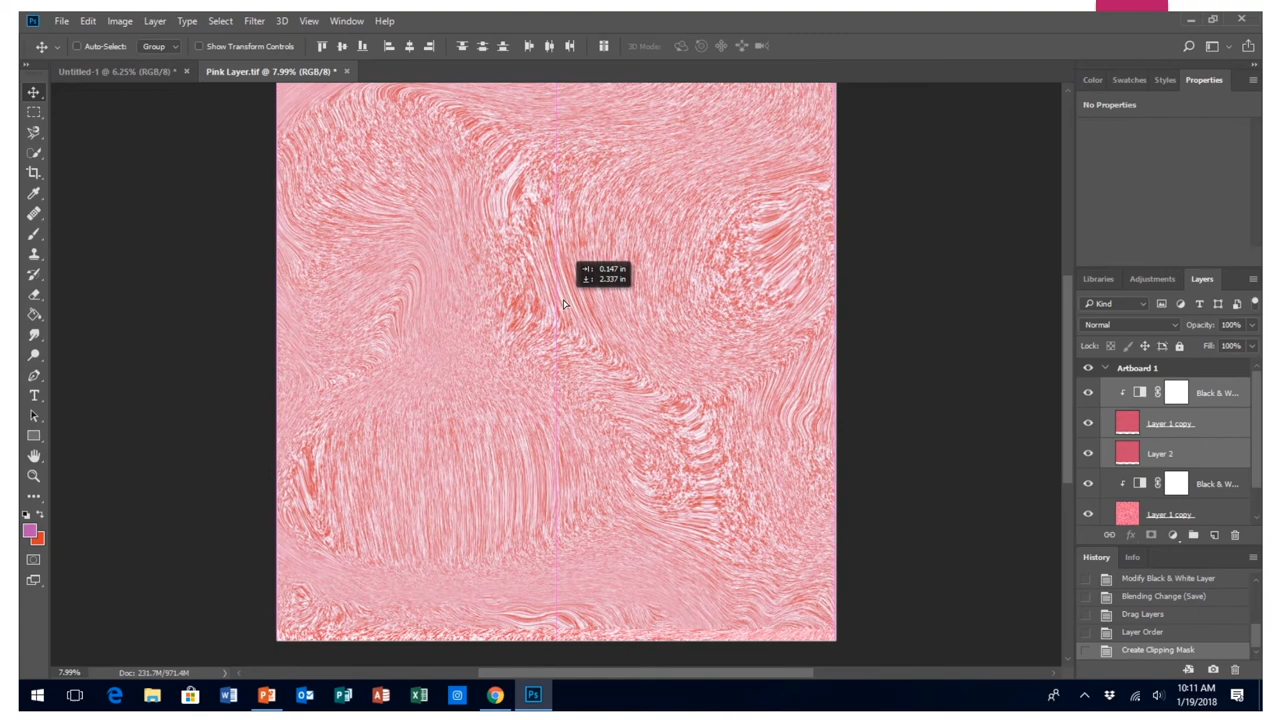 Ps File Edit Image Layer Type Select Filter 3D View Window Help
Auto-Select: Group Show Transform Controls 3D Mode:
Untitled-1 @ 6.25% (RGB/8) * × Pink Layer.tif @ 7.99% (RGB/8) * ×
Color Swatches Styles Properties
No Properties
0.147 in
2.337 in
Libraries Adjustments Layers
Kind
Normal Opacity: 100%
Lock: Fill: 100%
Artboard 1
Black & W...
Layer 1 copy
Layer 2
Black & W...
Layer 1 copy
History Info
Modify Black & White Layer
Blending Change (Save)
Drag Layers
Layer Order
Create Clipping Mask
7.99% Doc: 231.7M/971.4M
10:11 AM
1/19/2018